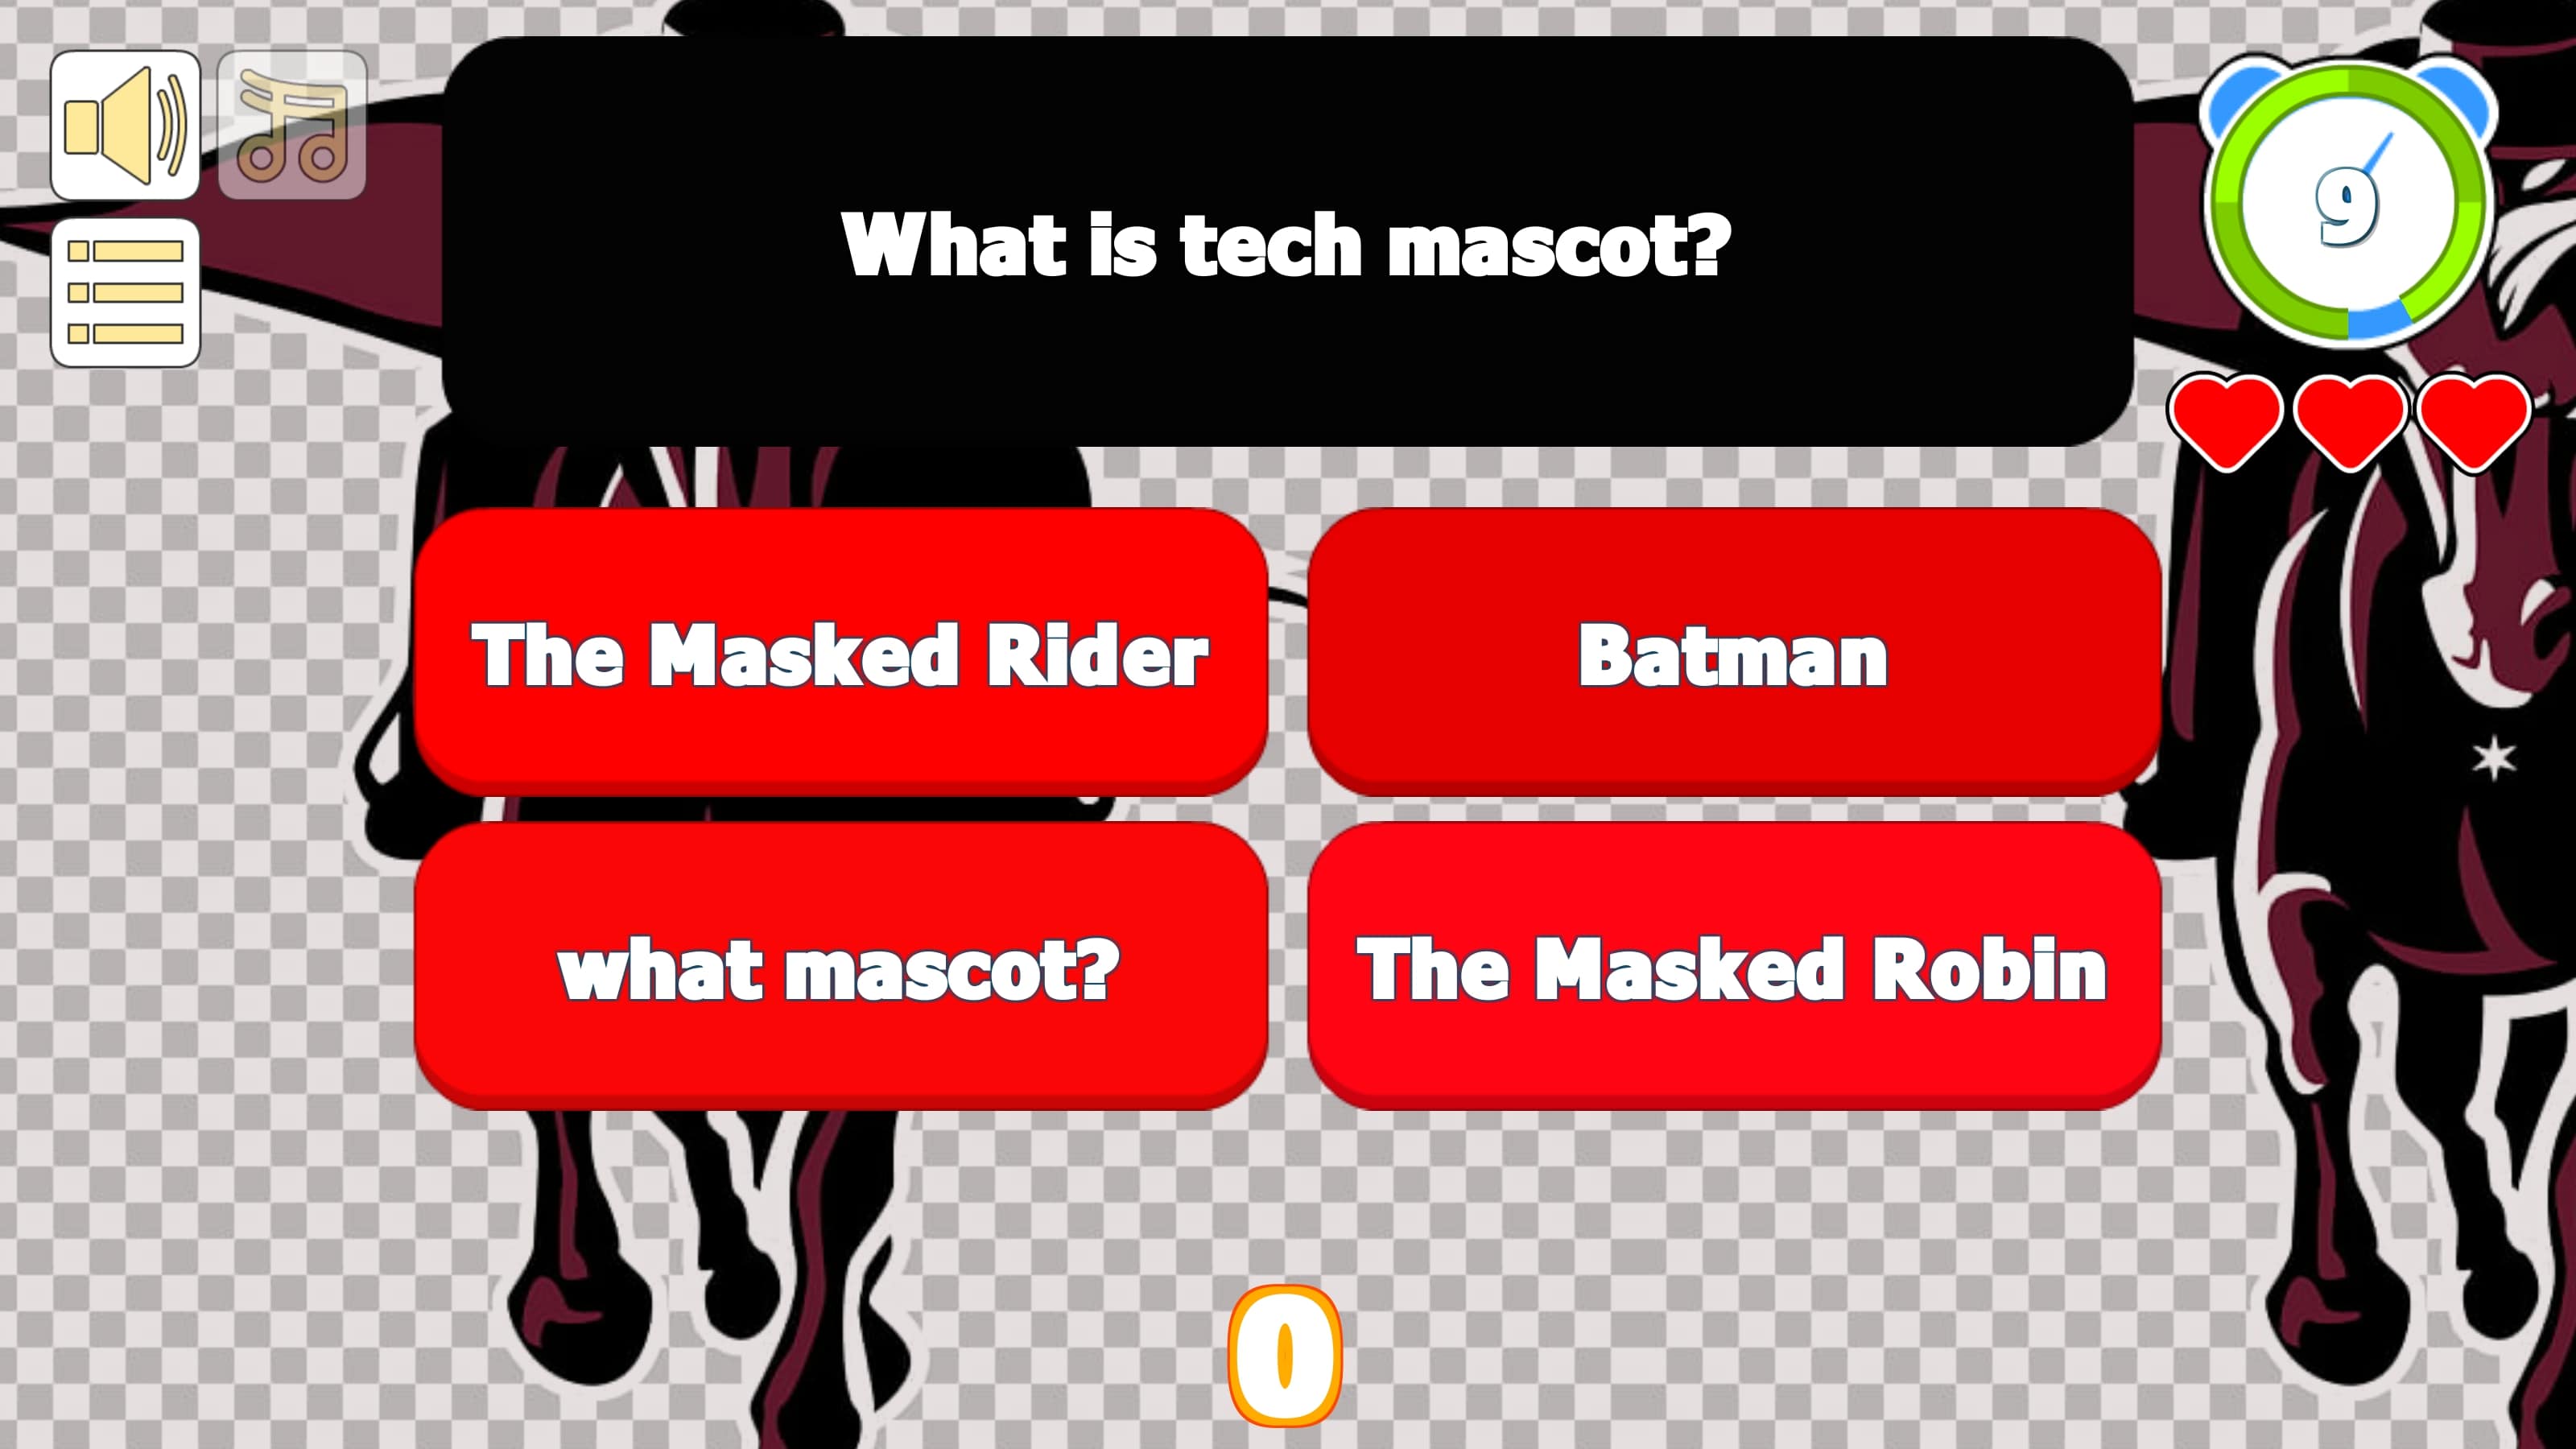 What is tech mascot?
9
The Masked Rider
Batman
what mascot?
The Masked Robin
0